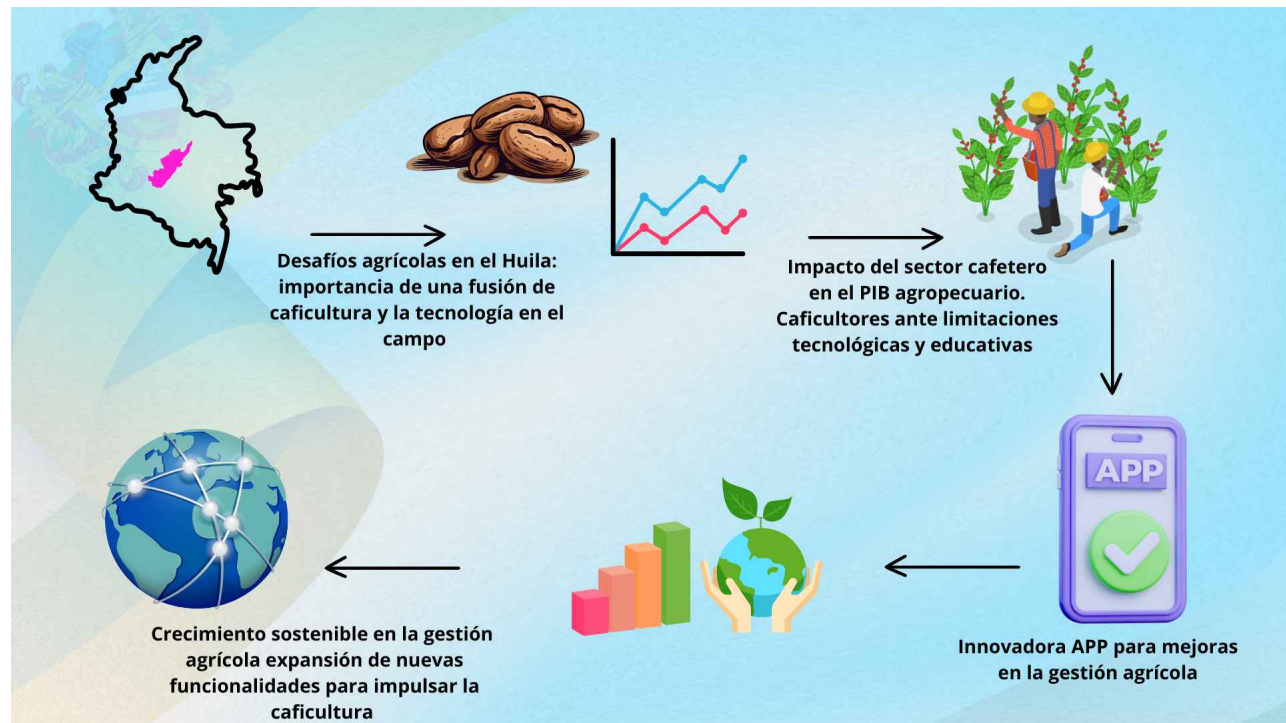 Desafíos agrícolas en el Huila:
importancia de una fusión de
caficultura y la tecnología en el
campo
Impacto del sector cafetero
en el PIB agropecuario.
Caficultores ante limitaciones
tecnológicas y educativas
APP
Innovadora APP para mejoras
en la gestión agrícola
Crecimiento sostenible en la gestión
agrícola expansión de nuevas
funcionalidades para impulsar la
caficultura